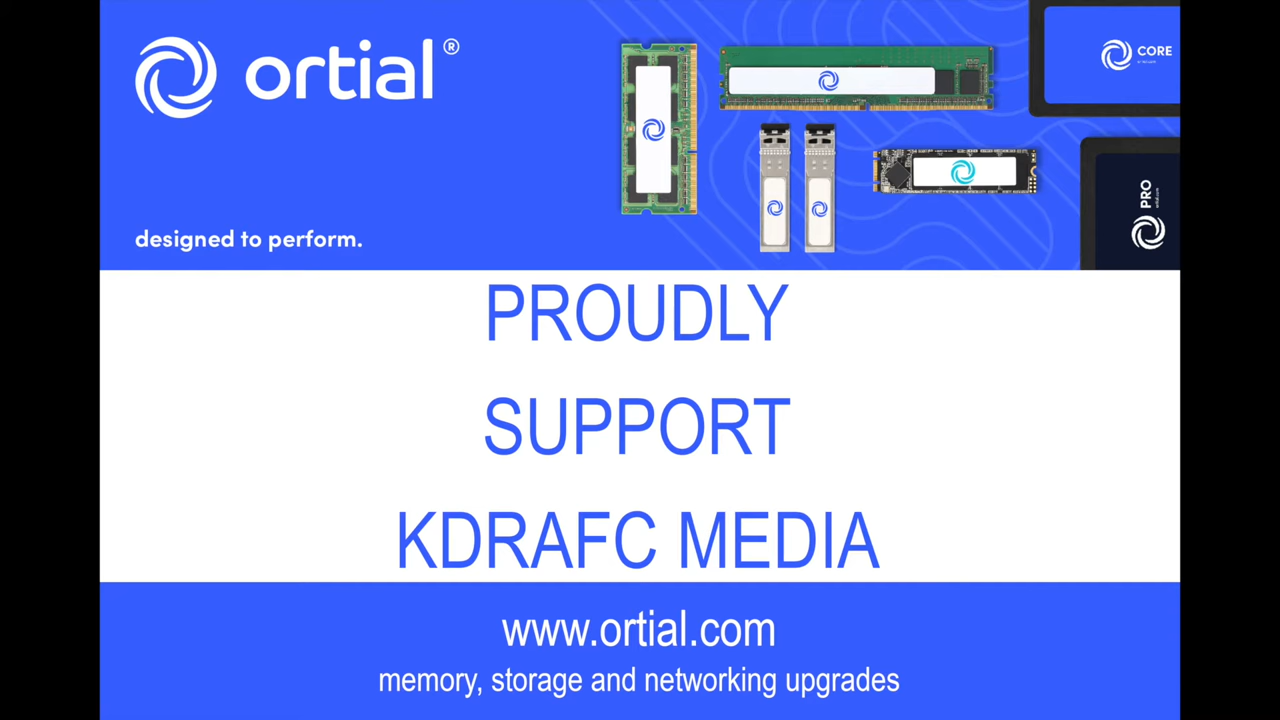 ortial®
CORE
PRO
designed to perform.
PROUDLY
SUPPORT
KDRAFC MEDIA
www.ortial.com
memory, storage and networking upgrades